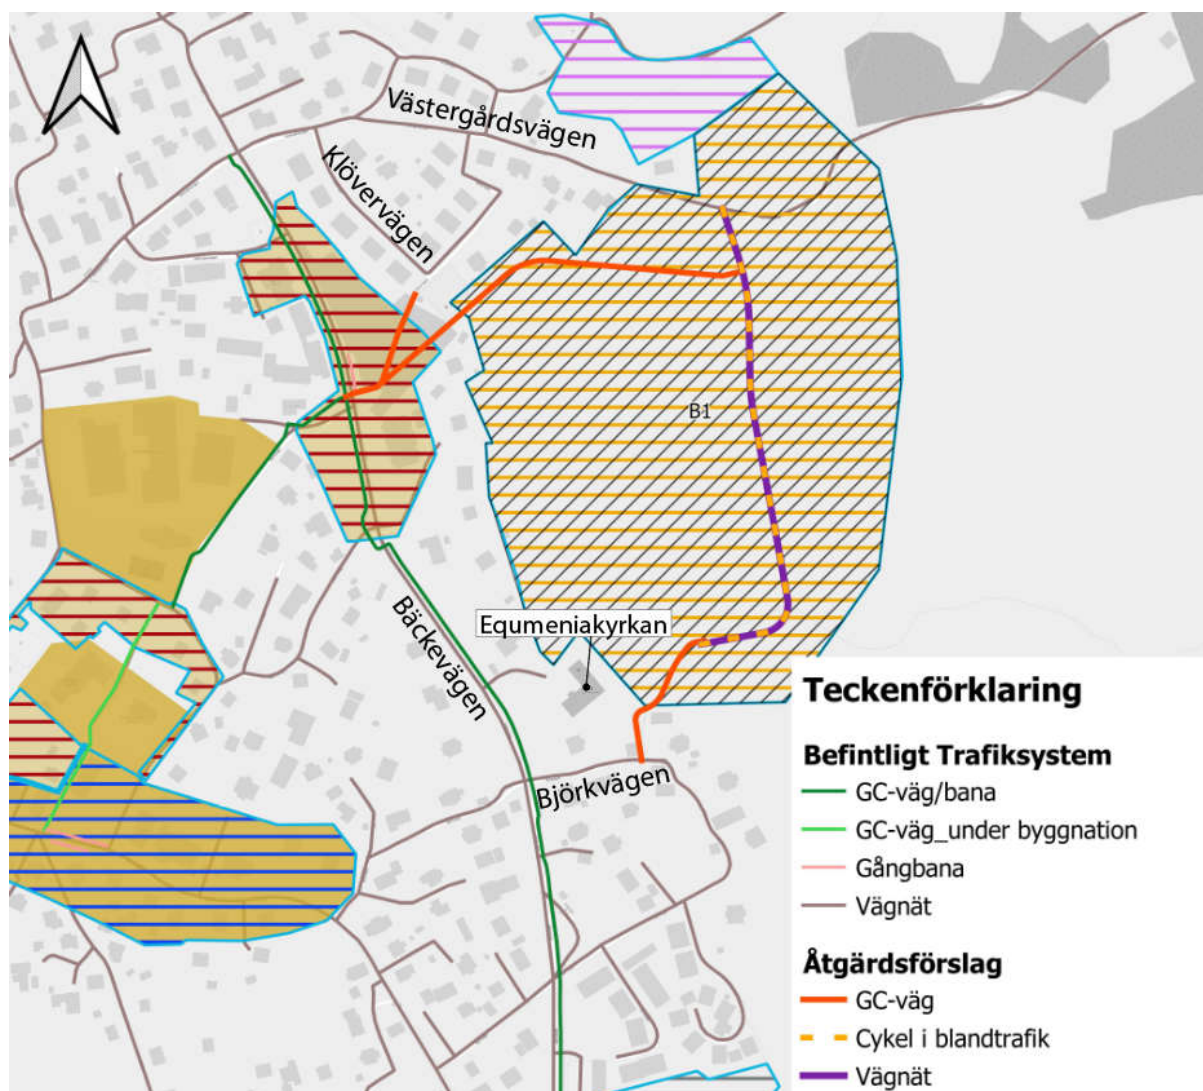 Västergårdsvägen
Klövervägen
B1
Bäckevägen
Equmeniakyrkan
Björkvägen
Teckenförklaring
Befintligt Trafiksystem
GC-väg/bana
GC-väg_under byggnation
Gångbana
Vägnät
Åtgärdsförslag
GC-väg
Cykel i blandtrafik
Vägnät